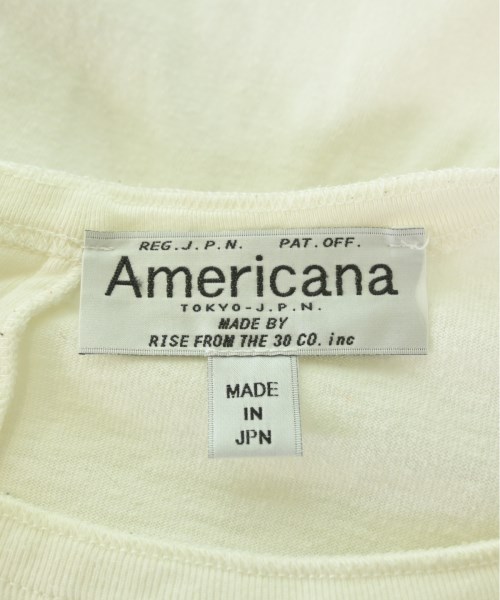 REG.J.P.N. PAT.OFF.
Americana
TOKYO-J.P.N.
MADE BY
RISE FROM THE 30 CO. inc
MADE
IN
JPN